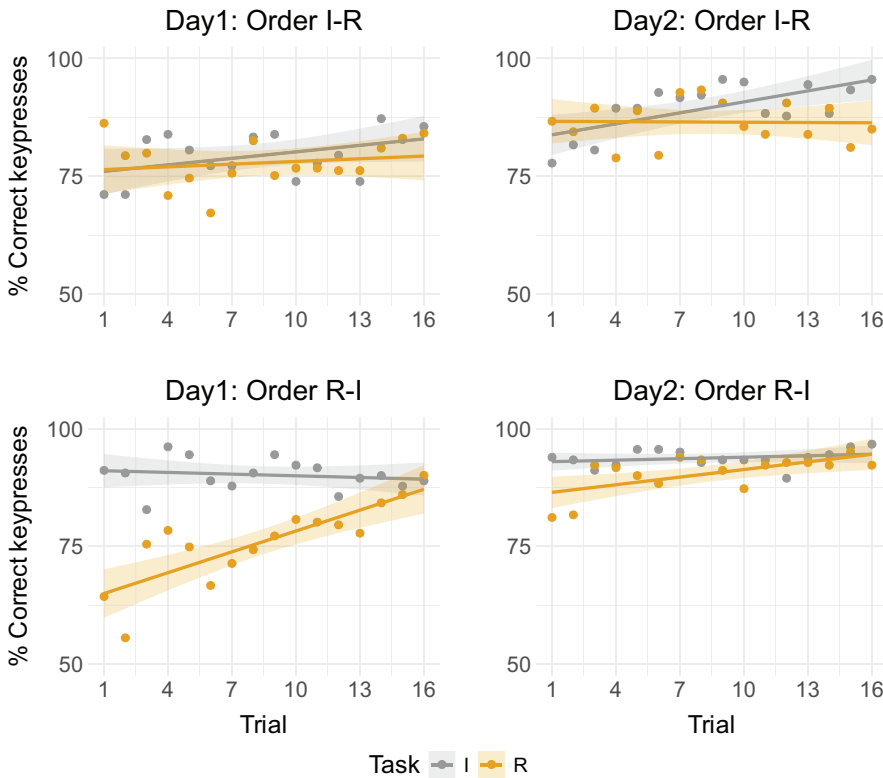 Day1: Order I-R
Day2: Order I-R
% Correct keypresses
100
75
50
1 4 7 10 13 16
100
75
50
1 4 7 10 13 16
Day1: Order R-I
Day2: Order R-I
% Correct keypresses
100
75
50
1 4 7 10 13 16
Trial
100
75
50
1 4 7 10 13 16
Trial
Task I R